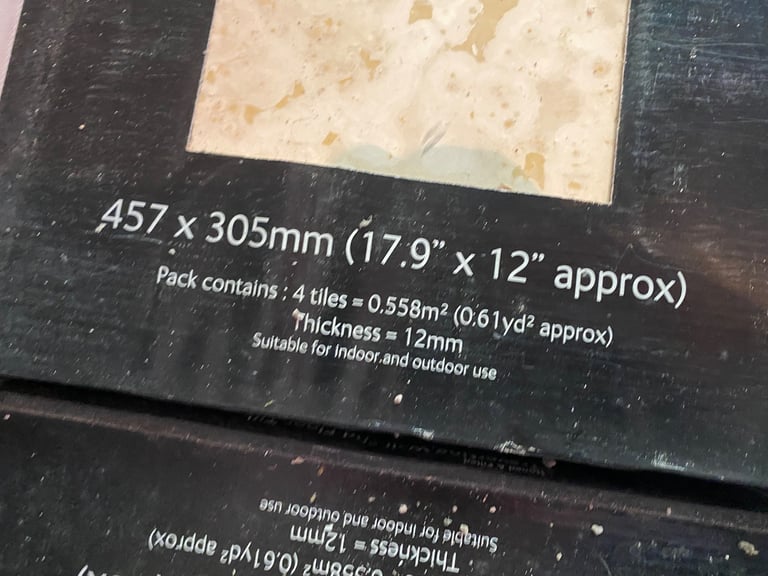 457 x 305mm (17.9” x 12” approx)
Pack contains : 4 tiles = 0.558m² (0.61yd² approx)
Thickness = 12mm
Suitable for indoor and outdoor use
Suitable for indoor and outdoor use
Thickness = 12mm
0.558m² (0.61yd² approx)